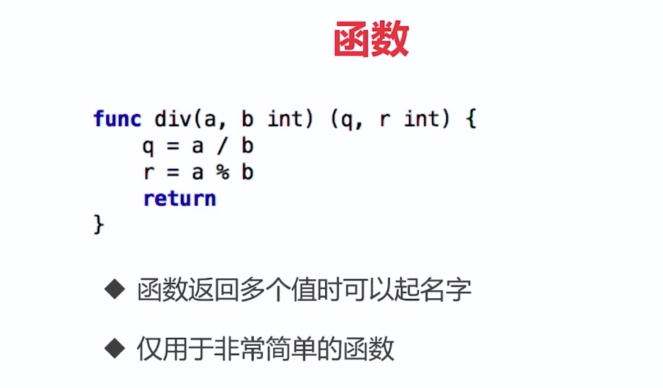 函数
func div(a, b int) (q, r int) {
    q = a / b
    r = a % b
    return
}
◆ 函数返回多个值时可以起名字
◆ 仅用于非常简单的函数